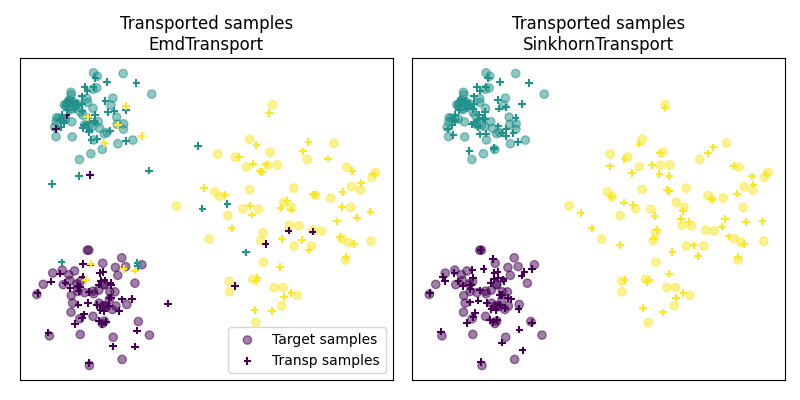 Transported samples
EmdTransport
Transported samples
SinkhornTransport
Target samples
Transp samples